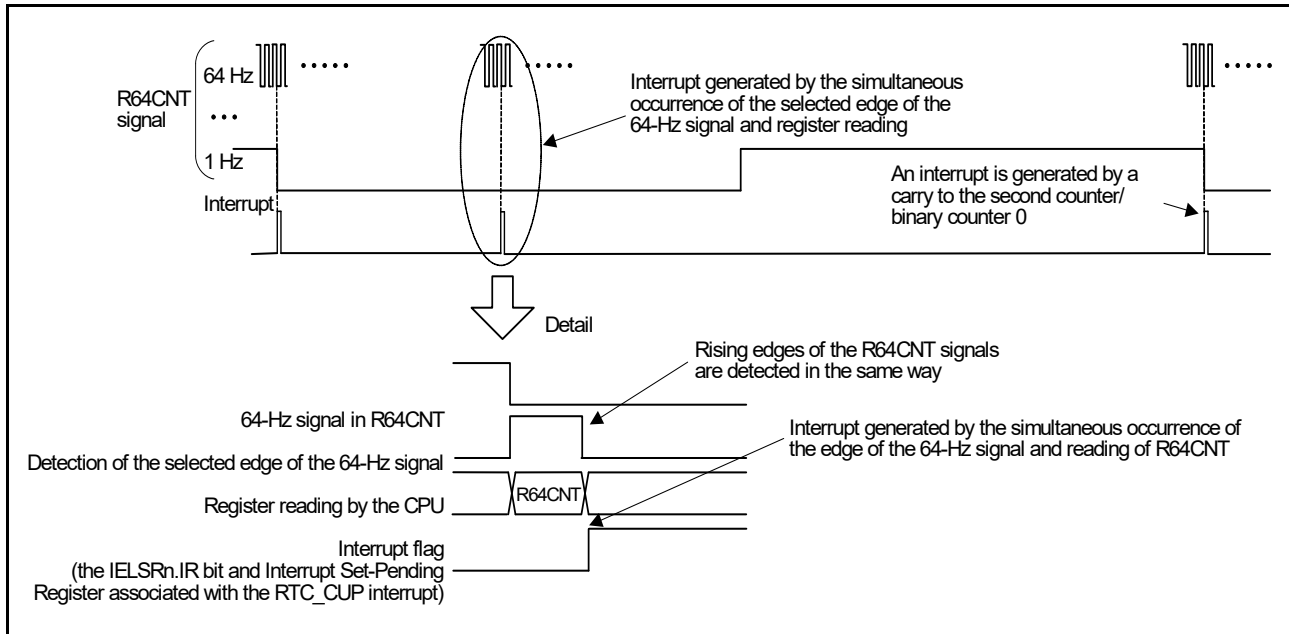 64 Hz
R64CNT
signal
1 Hz
Interrupt
Interrupt generated by the simultaneous
occurrence of the selected edge of the
64-Hz signal and register reading
An interrupt is generated by a
carry to the second counter/
binary counter 0
Detail
Rising edges of the R64CNT signals
are detected in the same way
64-Hz signal in R64CNT
Interrupt generated by the simultaneous occurrence of
the edge of the 64-Hz signal and reading of R64CNT
Detection of the selected edge of the 64-Hz signal
Register reading by the CPU
R64CNT
Interrupt flag
(the IELSRn.IR bit and Interrupt Set-Pending
Register associated with the RTC_CUP interrupt)